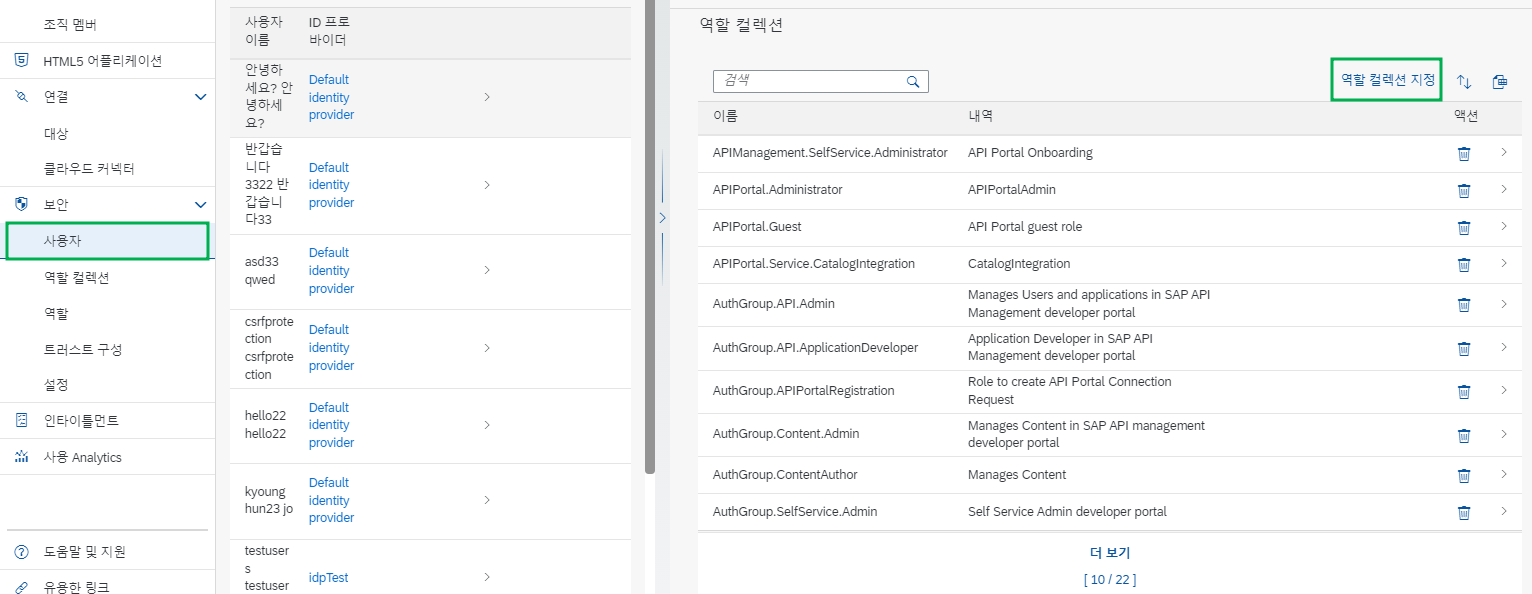 조직 멤버
HTML5 어플리케이션
연결
대상
클라우드 커넥터
보안
사용자
역할 컬렉션
역할
트러스트 구성
설정
인타이틀먼트
사용 Analytics
도움말 및 지원
유용한 링크
사용자
이름
ID 프로
바이더
안녕하
세요? 안
녕하세
요?
Default
identity
provider
반갑습
니다
3322 반
갑습니
다33
Default
identity
provider
asd33
qwed
Default
identity
provider
csrfprote
ction
csrfprote
ction
Default
identity
provider
hello22
hello22
Default
identity
provider
kyoung
hun23 jo
Default
identity
provider
testuser
s
testuser
idpTest
역할 컬렉션
검색
역할 컬렉션 지정
이름 내역 액션
APIManagement.SelfService.Administrator API Portal Onboarding
APIPortal.Administrator APIPortalAdmin
APIPortal.Guest API Portal guest role
APIPortal.Service.CatalogIntegration CatalogIntegration
AuthGroup.API.Admin
Manages Users and applications in SAP API
Management developer portal
AuthGroup.API.ApplicationDeveloper
Application Developer in SAP API
Management developer portal
AuthGroup.APIPortalRegistration
Role to create API Portal Connection
Request
AuthGroup.Content.Admin
Manages Content in SAP API management
developer portal
AuthGroup.ContentAuthor Manages Content
AuthGroup.SelfService.Admin Self Service Admin developer portal
더 보기
[ 10 / 22 ]